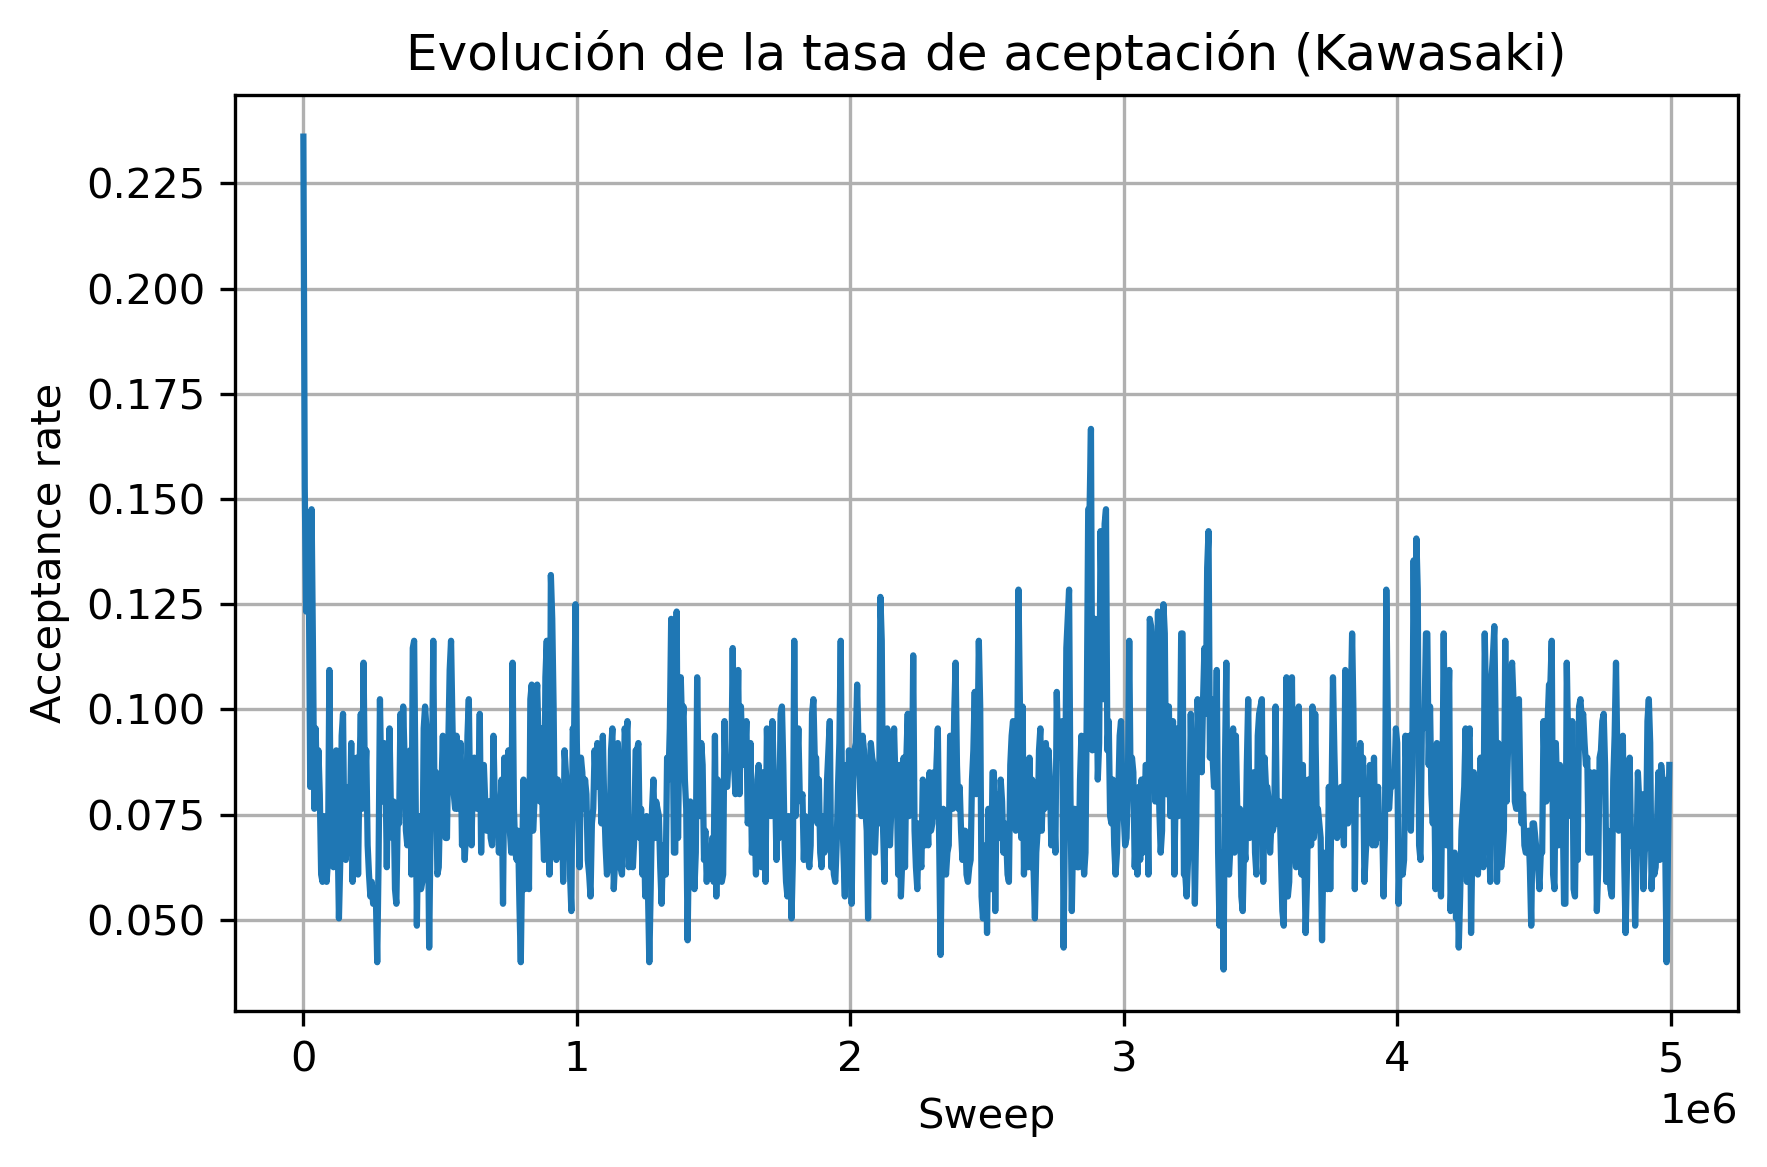 Evolución de la tasa de aceptación (Kawasaki)
Acceptance rate
0.225
0.200
0.175
0.150
0.125
0.100
0.075
0.050
0 1 2 3 4 5
1e6
Sweep